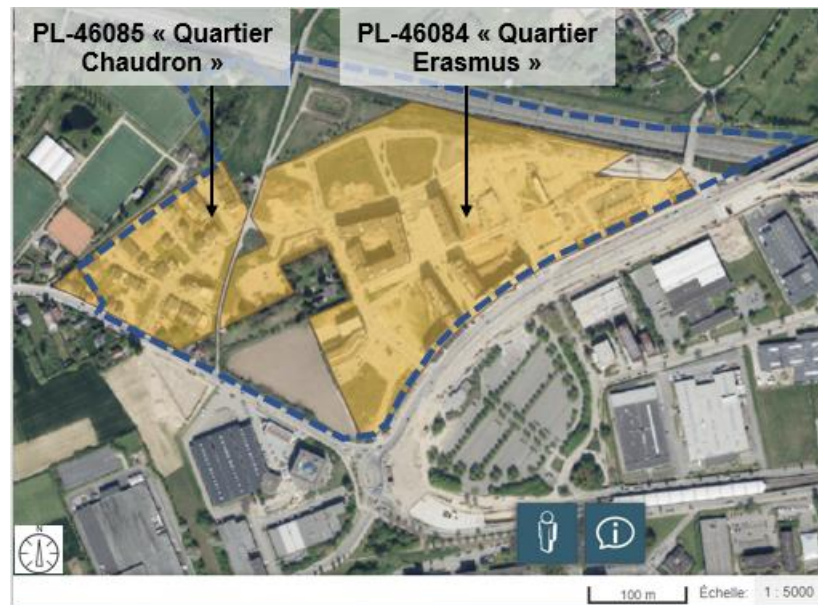 PL-46085 « Quartier
Chaudron »
PL-46084 « Quartier
Erasmus »
N
100 m
Échelle: 1 : 5000